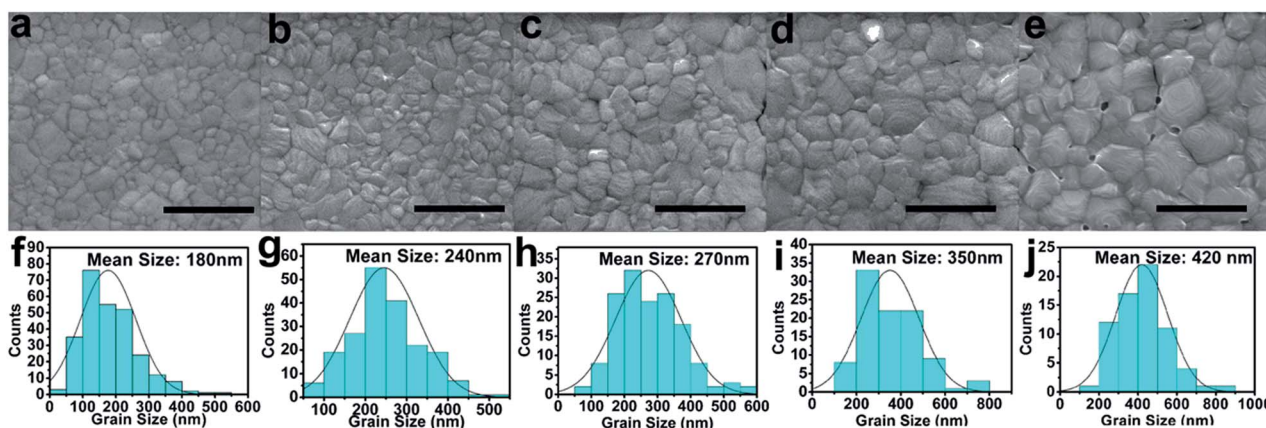 a
b
c
d
e
f
Mean Size: 180nm
90
80
70
60
50
40
30
20
10
0
Counts
0 100 200 300 400 500 600
Grain Size (nm)
g
Mean Size: 240nm
60
50
40
30
20
10
0
Counts
100 200 300 400 500
Grain Size (nm)
h
Mean Size: 270nm
35
30
25
20
15
10
5
0
Counts
0 100 200 300 400 500 600
Grain Size (nm)
i
Mean Size: 350nm
40
35
30
25
20
15
10
5
0
Counts
0 200 400 600 800
Grain Size (nm)
j
Mean Size: 420 nm
25
20
15
10
5
0
Counts
0 200 400 600 800 1000
Grain Size (nm)